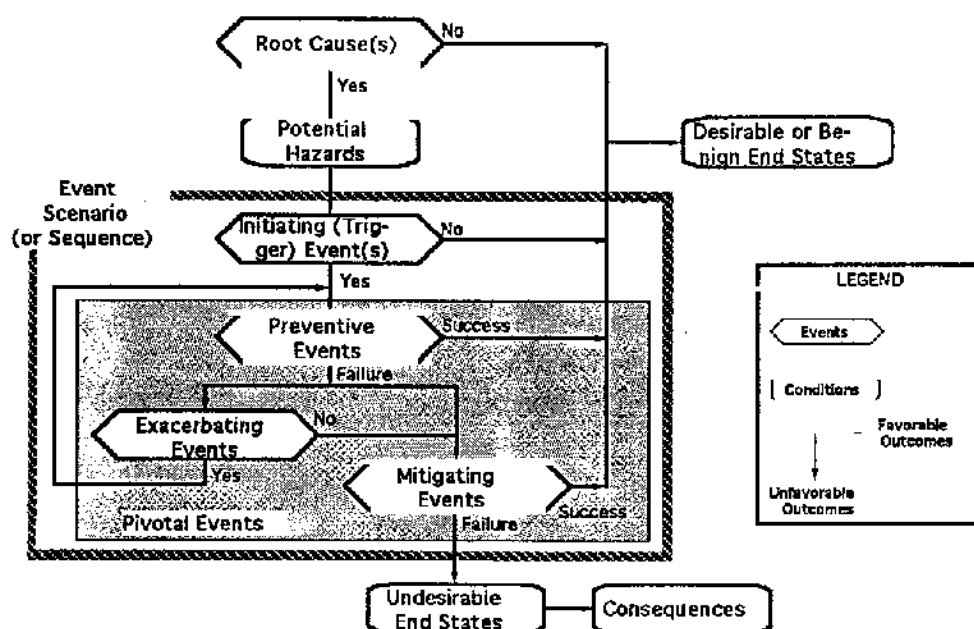 Root Cause(s)
No
Yes
Potential
Hazards
Desirable or Be-
nign End States
Event
Scenario
(or Sequence)
Initiating (Trig-
ger) Event(s)
No
Yes
LEGEND
Preventive
Events
Success
Events
Failure
Conditions
Exacerbating
Events
No
Favorable
Outcomes
Yes
Mitigating
Events
Success
Unfavorable
Outcomes
Pivotal Events
Failure
Undesirable
End States
Consequences